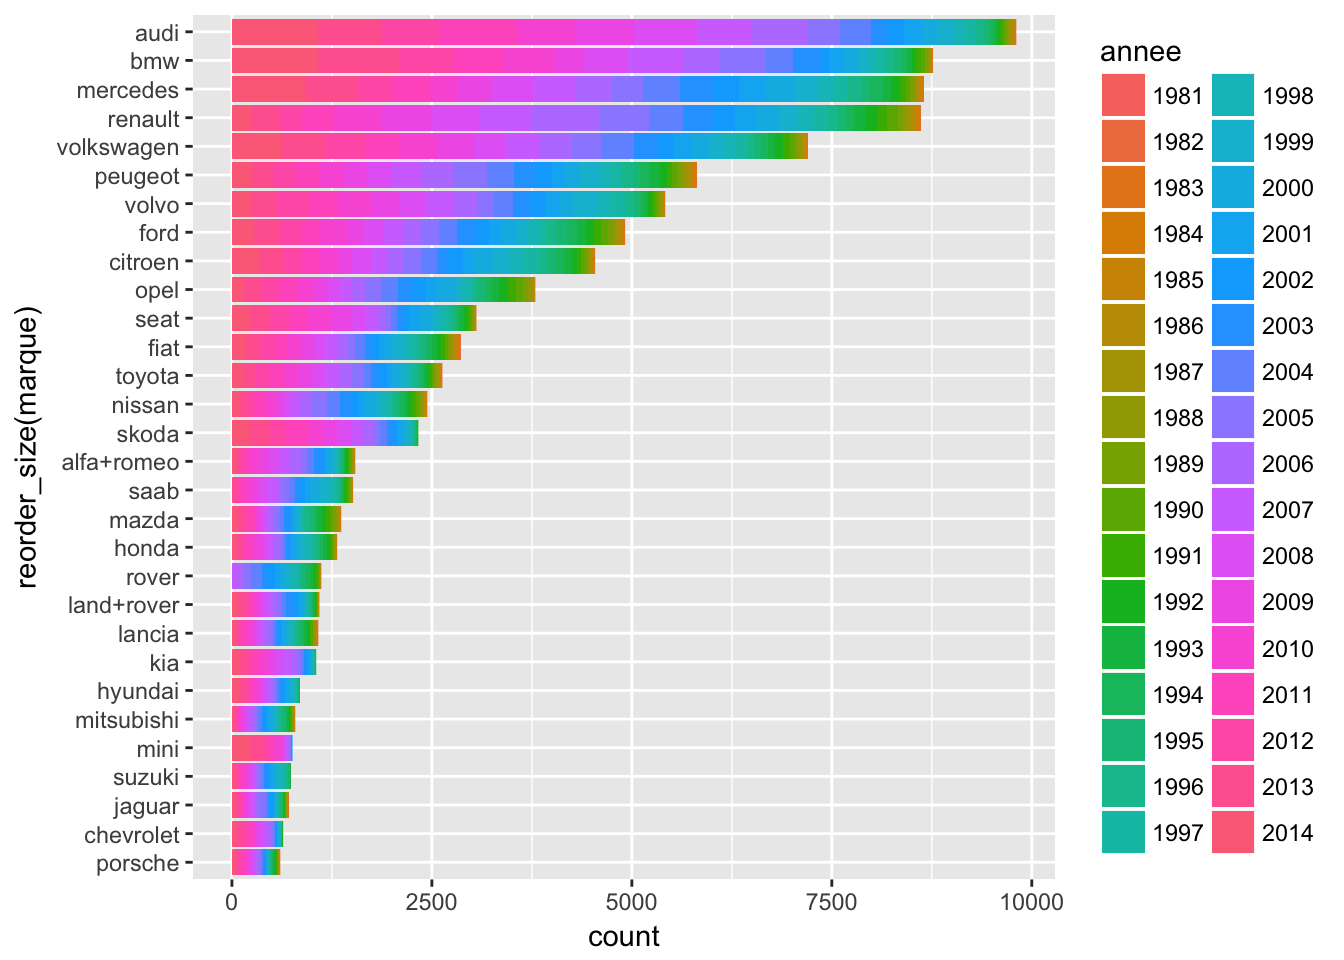 audi
bmw
mercedes
renault
volkswagen
peugeot
volvo
ford
citroen
opel
seat
fiat
toyota
nissan
skoda
alfa+romeo
saab
mazda
honda
rover
land+rover
lancia
kia
hyundai
mitsubishi
mini
suzuki
jaguar
chevrolet
porsche
reorder_size(marque)
0 2500 5000 7500 10000
count
annee
1981 1998
1982 1999
1983 2000
1984 2001
1985 2002
1986 2003
1987 2004
1988 2005
1989 2006
1990 2007
1991 2008
1992 2009
1993 2010
1994 2011
1995 2012
1996 2013
1997 2014